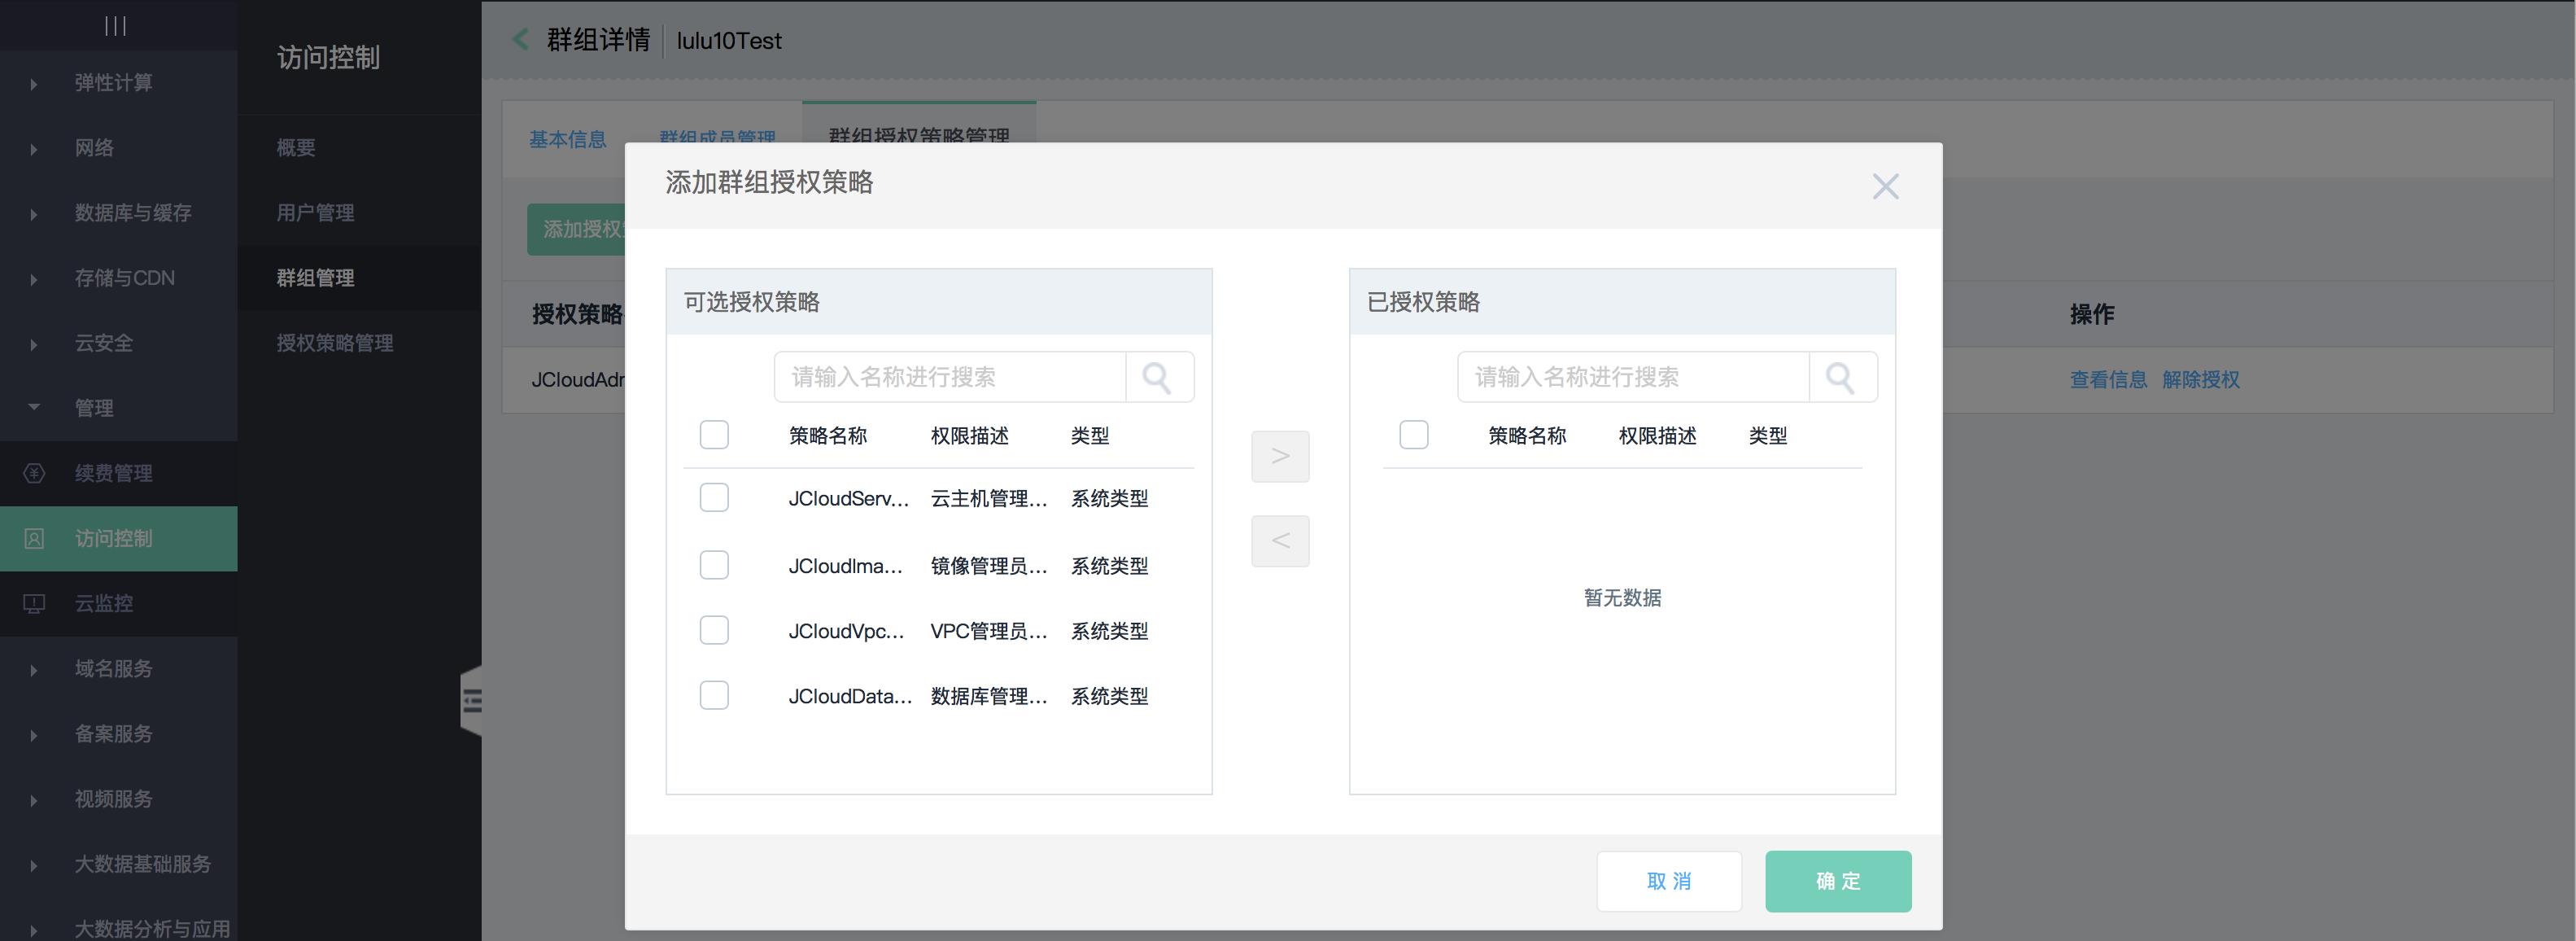 弹性计算
网络
数据库与缓存
存储与CDN
云安全
管理
续费管理
访问控制
云监控
域名服务
备案服务
视频服务
大数据基础服务
大数据分析与应用
访问控制
概要
用户管理
群组管理
授权策略管理
群组详情 lulu10Test
基本信息 群组成员管理 群组授权策略管理
添加授权
授权策略 操作
JCloudAdr 查看信息 解除授权
添加群组授权策略
可选授权策略
请输入名称进行搜索
策略名称 权限描述 类型
JCloudServ... 云主机管理... 系统类型
JCloudIma... 镜像管理员... 系统类型
JCloudVpc... VPC管理员... 系统类型
JCloudData... 数据库管理... 系统类型
>
<
已授权策略
请输入名称进行搜索
策略名称 权限描述 类型
暂无数据
取 消 确 定